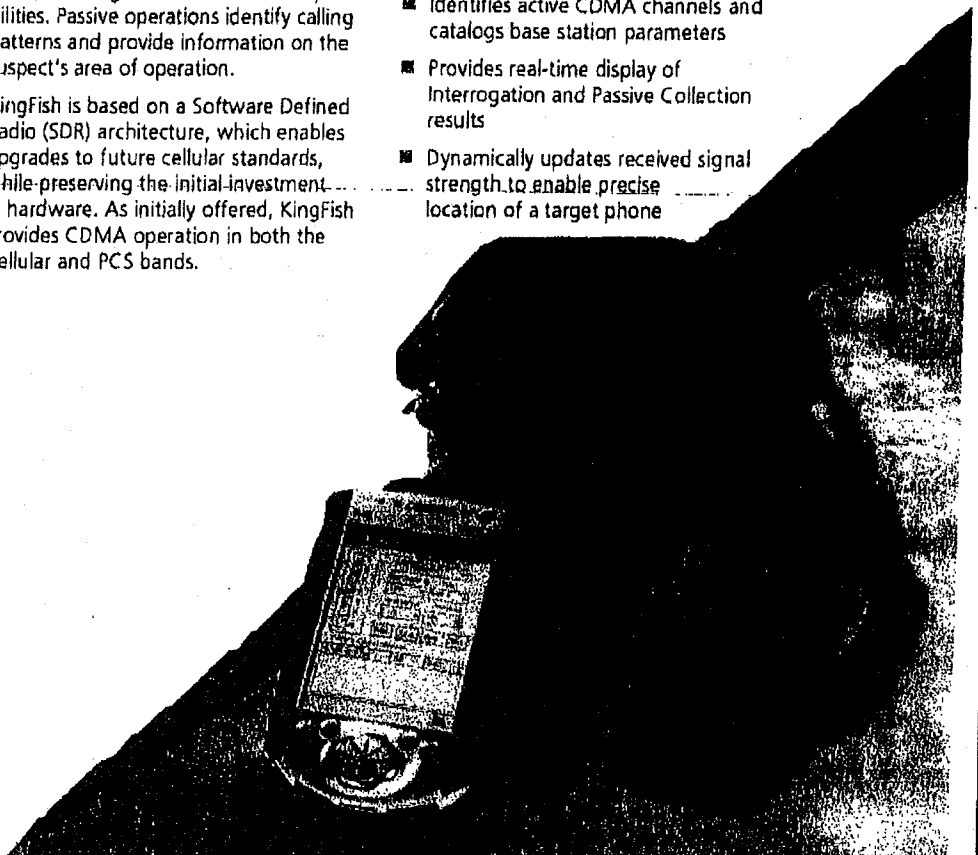 ilities. Passive operations identify calling
atterns and provide information on the
uspect's area of operation.
ingFish is based on a Software Defined
adio (SDR) architecture, which enables
pgrades to future cellular standards,
hile preserving the initial investment
hardware. As initially offered, KingFish
rovides CDMA operation in both the
ellular and PCS bands.
■ Identifies active CDMA channels and
catalogs base station parameters
■ Provides real-time display of
Interrogation and Passive Collection
results
■ Dynamically updates received signal
strength to enable precise
location of a target phone